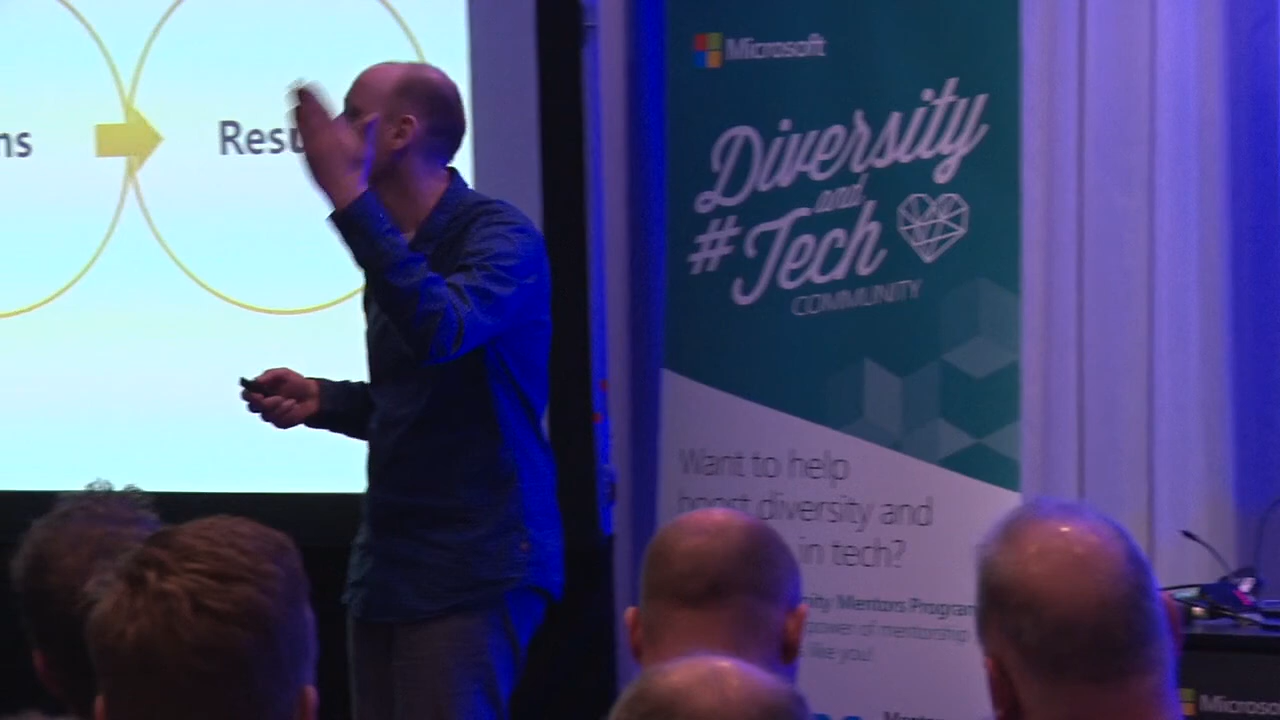 ns
Resu
Microsoft
Diversity
and
#Tech
COMMUNITY
Want to help
boost diversity and
in tech?
nity Mentors Program
power of mentorship
like you!
Microsoft